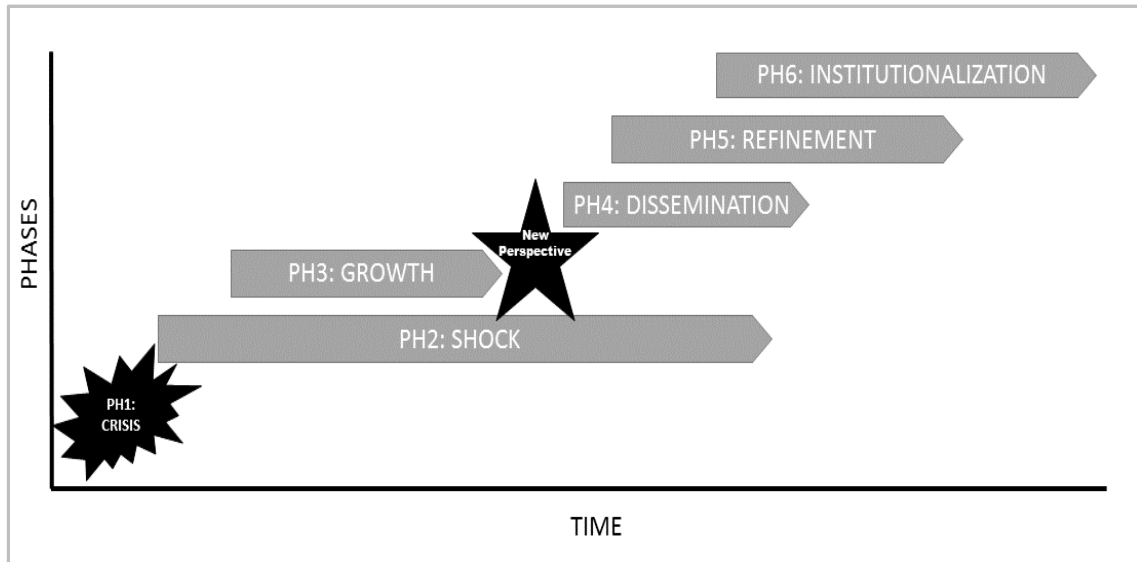 PH6: INSTITUTIONALIZATION
PH5: REFINEMENT
PH4: DISSEMINATION
New
Perspective
PH3: GROWTH
PH2: SHOCK
PH1:
CRISIS
PHASES
TIME